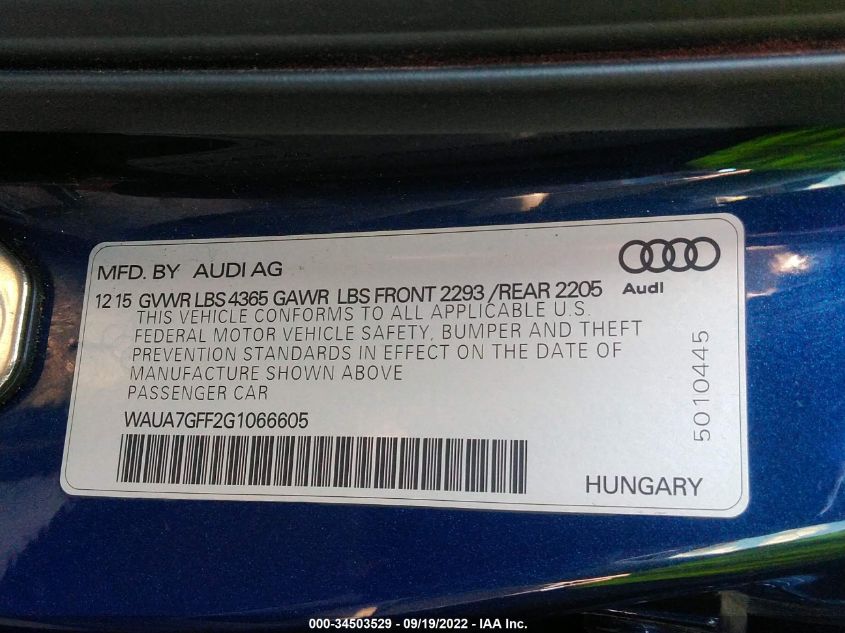 MFD. BY AUDI AG
12 15 GVWR LBS 4365 GAWR LBS FRONT 2293 /REAR 2205
Audi
THIS VEHICLE CONFORMS TO ALL APPLICABLE U.S.
FEDERAL MOTOR VEHICLE SAFETY, BUMPER AND THEFT
PREVENTION STANDARDS IN EFFECT ON THE DATE OF
MANUFACTURE SHOWN ABOVE
PASSENGER CAR
WAUA7GFF2G1066605
5010445
HUNGARY
000-34503529 - 09/19/2022 - IAA Inc.